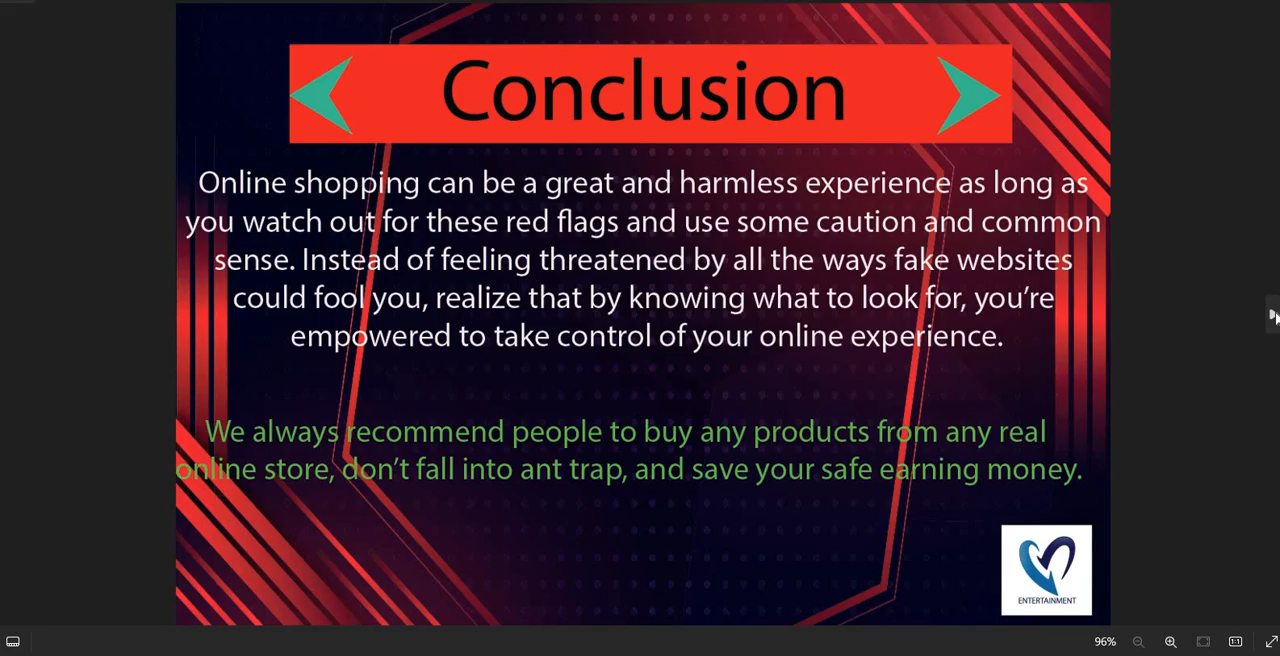 Conclusion
Online shopping can be a great and harmless experience as long as
you watch out for these red flags and use some caution and common
sense. Instead of feeling threatened by all the ways fake websites
could fool you, realize that by knowing what to look for, you’re
empowered to take control of your online experience.
We always recommend people to buy any products from any real
online store, don’t fall into ant trap, and save your safe earning money.
ENTERTAINMENT
96%
1:1